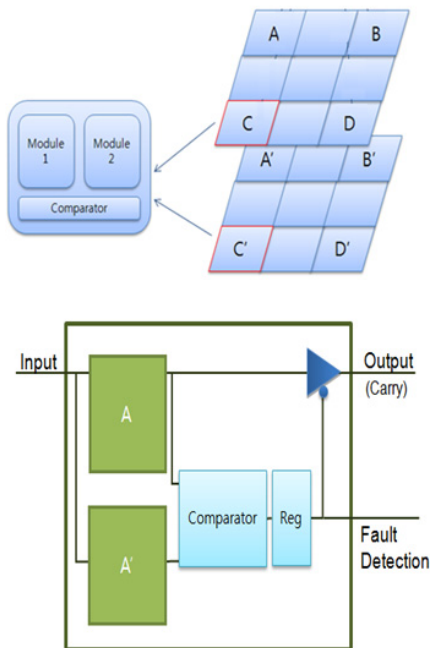 A B
Module 1
Module 2
Comparator
C D
A' B'
C' D'
Input
A
Output
(Carry)
Comparator
Reg
A'
Fault
Detection